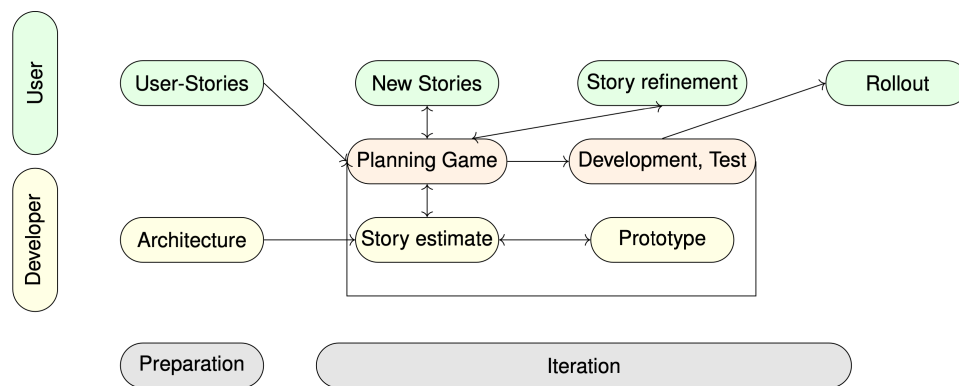 User
User-Stories
New Stories
Story refinement
Rollout
Planning Game
Development, Test
Developer
Architecture
Story estimate
Prototype
Preparation
Iteration